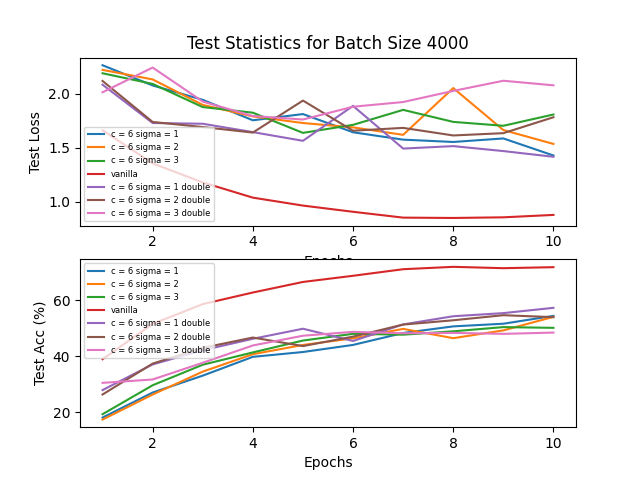 Test Statistics for Batch Size 4000
Test Loss
2.0
1.5
1.0
c = 6 sigma = 1
c = 6 sigma = 2
c = 6 sigma = 3
vanilla
c = 6 sigma = 1 double
c = 6 sigma = 2 double
c = 6 sigma = 3 double
2 4 6 8 10
Epochs
Test Acc (%)
60
40
20
c = 6 sigma = 1
c = 6 sigma = 2
c = 6 sigma = 3
vanilla
c = 6 sigma = 1 double
c = 6 sigma = 2 double
c = 6 sigma = 3 double
2 4 6 8 10
Epochs